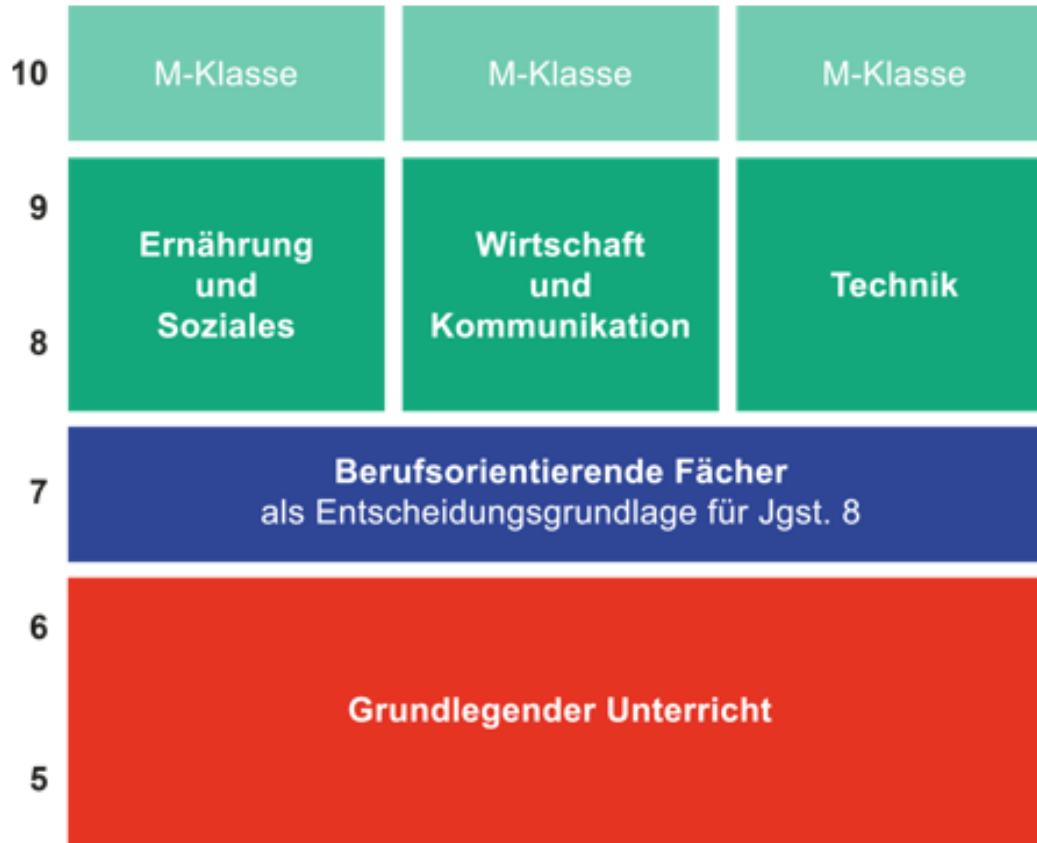 10
M-Klasse
M-Klasse
M-Klasse
9
8
Ernährung
und
Soziales
Wirtschaft
und
Kommunikation
Technik
7
Berufsorientierende Fächer
als Entscheidungsgrundlage für Jgst. 8
6
5
Grundlegender Unterricht